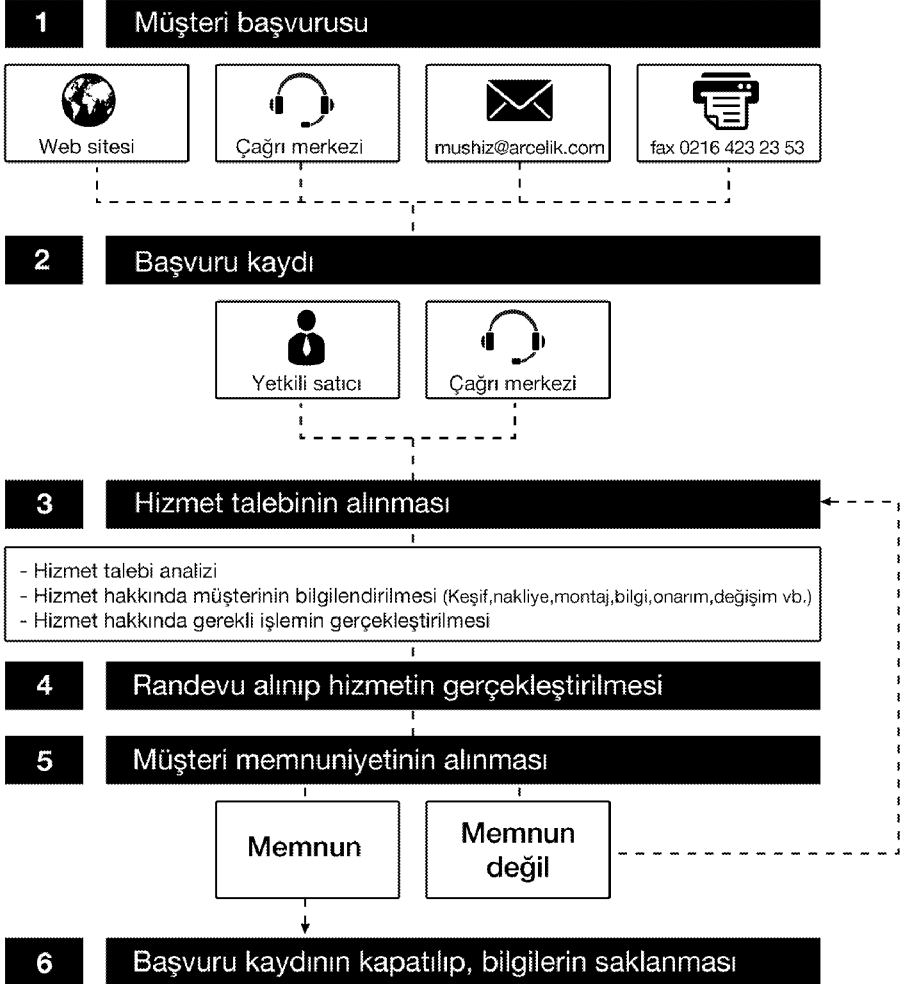 1 Müşteri başvurusu
Web sitesi
Çağrı merkezi
mushiz@arcelik.com
fax 0216 423 23 53
2 Başvuru kaydı
Yetkili satıcı
Çağrı merkezi
3 Hizmet talebinin alınması
- Hizmet talebi analizi
- Hizmet hakkında müşterinin bilgilendirilmesi (Keşif,nakliye,montaj,bilgi,onarım,değişim vb.)
- Hizmet hakkında gerekli işlemin gerçekleştirilmesi
4 Randevu alınıp hizmetin gerçekleştirilmesi
5 Müşteri memnuniyetinin alınması
Memnun
Memnun
değil
6 Başvuru kaydının kapatılıp, bilgilerin saklanması